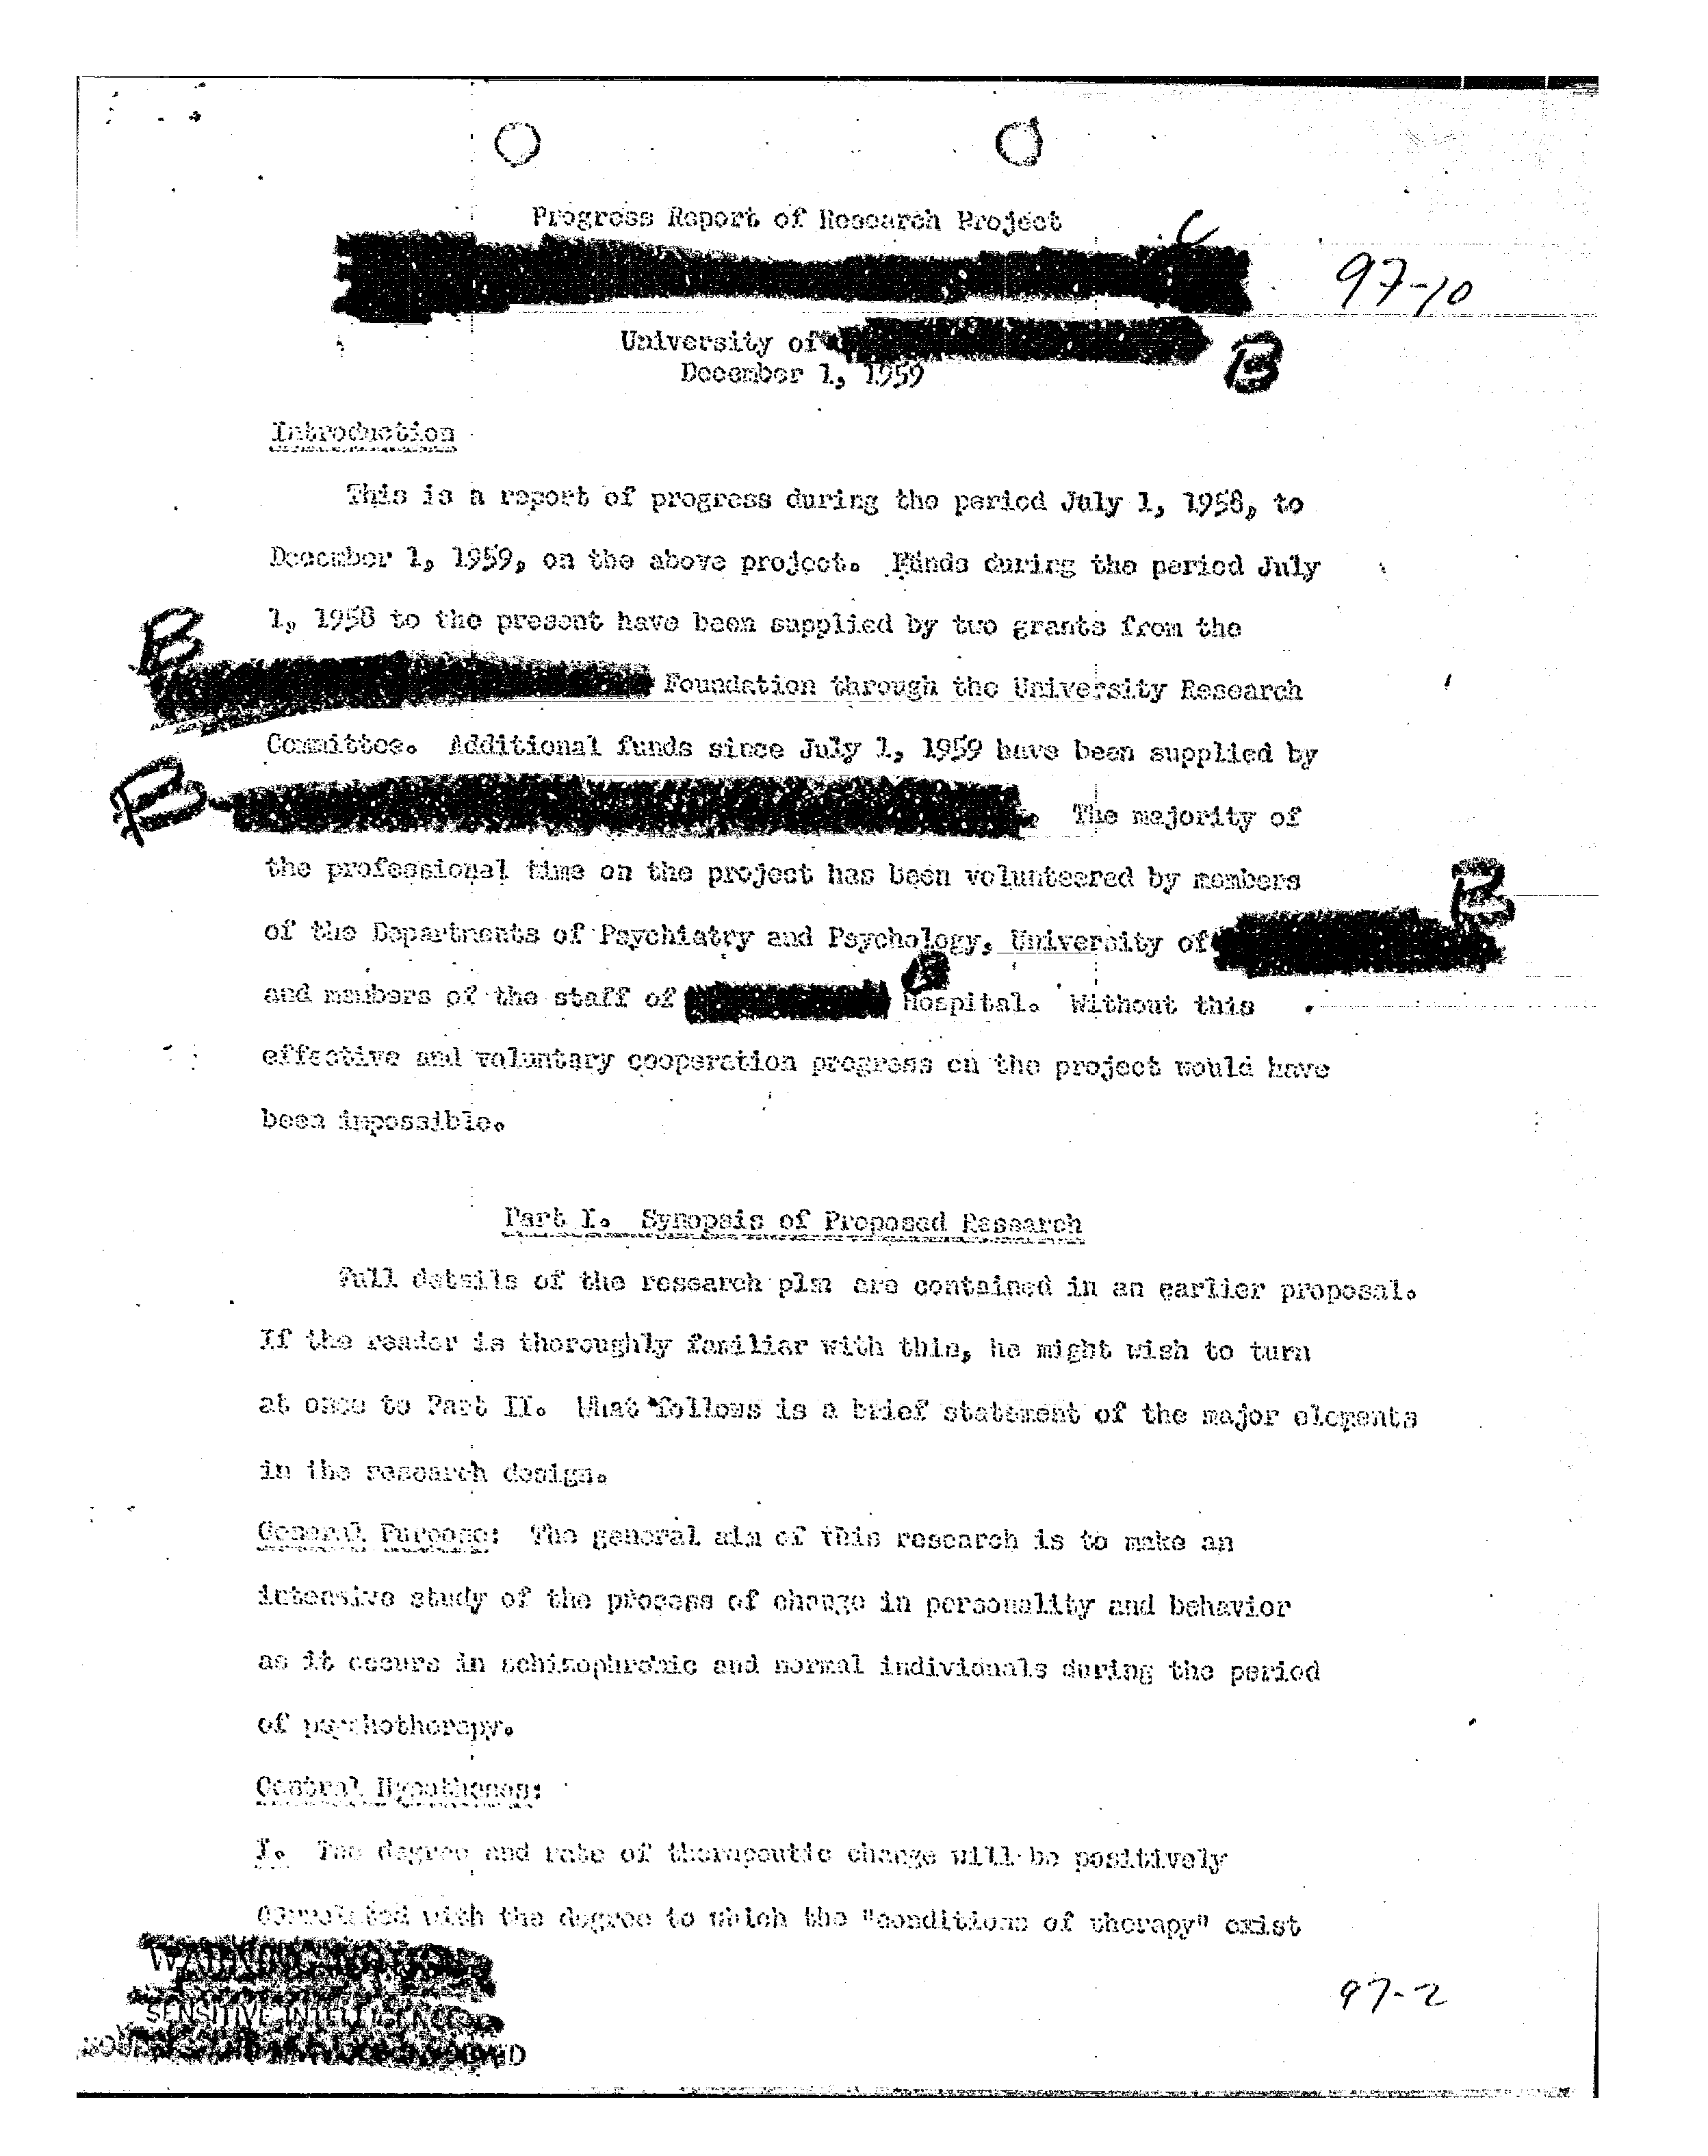 Progress Report of Research Project
C
97-10
University of
B
December 1, 1959
Introduction
This is a report of progress during the period July 1, 1958, to
December 1, 1959, on the above project. Funds during the period July
1, 1958 to the present have been supplied by two grants from the
B
Foundation through the University Research
Committee. Additional funds since July 1, 1959 have been supplied by
B
. The majority of
the professional time on the project has been volunteered by members
B
of the Departments of Psychiatry and Psychology, University of
B
and members of the staff of Hospital. Without this
effective and voluntary cooperation progress on the project would have
been impossible.
Part I. Synopsis of Proposed Research
Full details of the research plan are contained in an earlier proposal.
If the reader is thoroughly familiar with this, he might wish to turn
at once to Part II. What follows is a brief statement of the major elements
in the research design.
General Purpose: The general aim of this research is to make an
intensive study of the process of change in personality and behavior
as it occurs in schizophrenic and normal individuals during the period
of psychotherapy.
Central Hypotheses:
I. The degree and rate of therapeutic change will be positively
correlated with the degree to which the "conditions of therapy" exist
WARNING NOTICE
SENSITIVE INTELLIGENCE
97-2